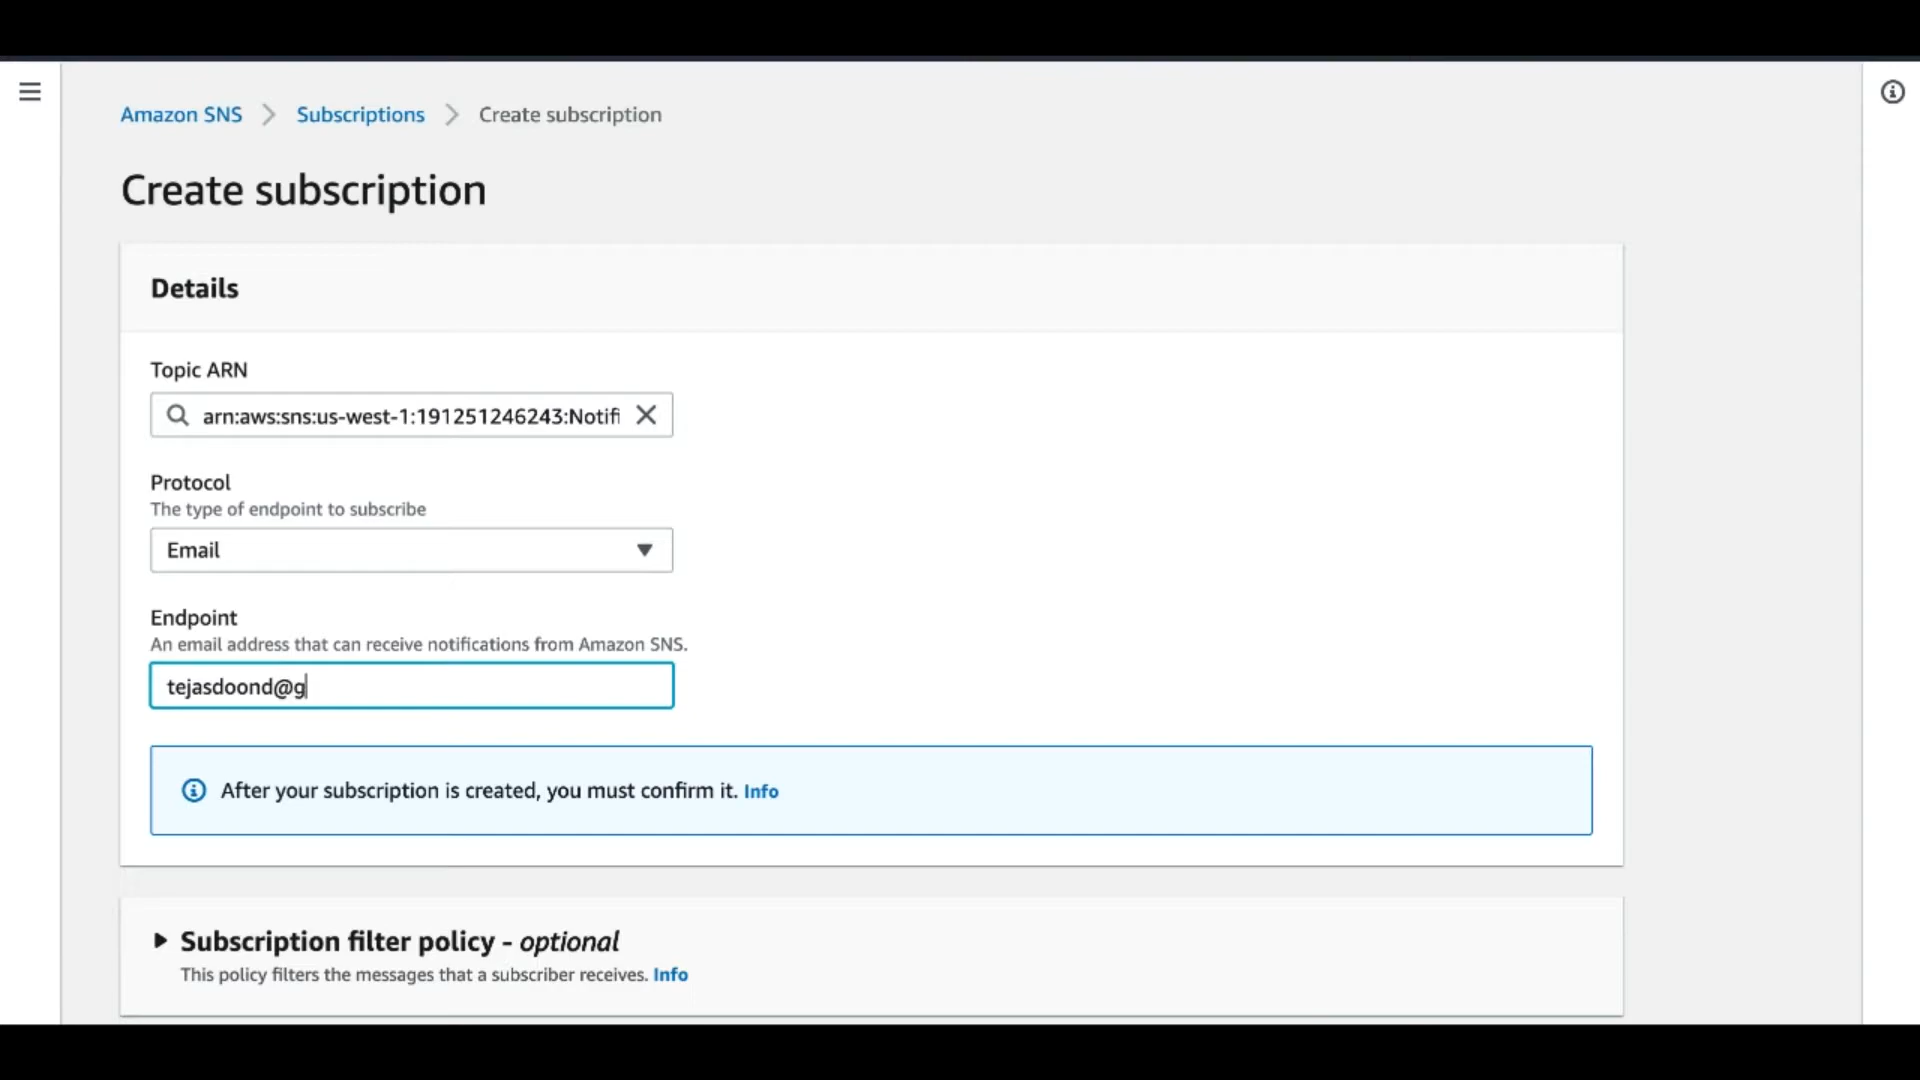 Amazon SNS > Subscriptions > Create subscription
Create subscription
Details
Topic ARN
arn:aws:sns:us-west-1:191251246243:Notifi
Protocol
The type of endpoint to subscribe
Email
Endpoint
An email address that can receive notifications from Amazon SNS.
tejasdoond@g
After your subscription is created, you must confirm it. Info
Subscription filter policy - optional
This policy filters the messages that a subscriber receives. Info